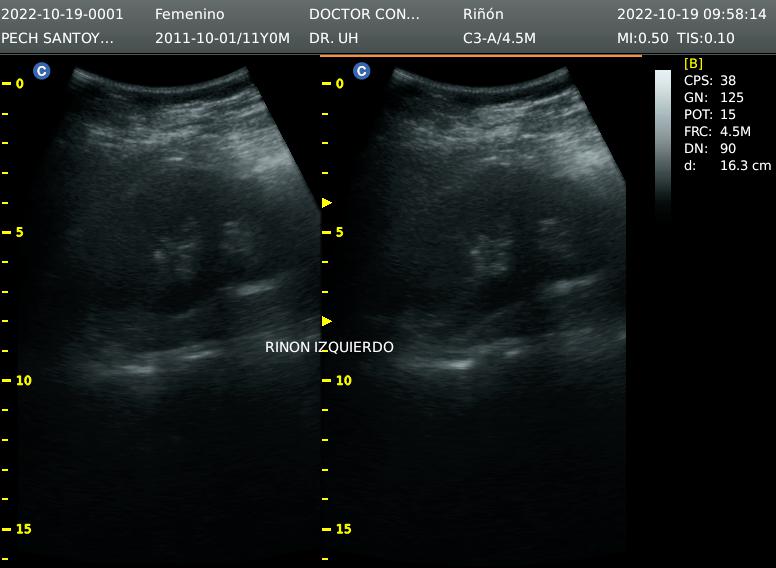 2022-10-19-0001 Femenino DOCTOR CON... Riñón 2022-10-19 09:58:14
PECH SANTOY... 2011-10-01/11Y0M DR. UH C3-A/4.5M MI:0.50 TIS:0.10
C
C
[B]
CPS: 38
GN: 125
POT: 15
FRC: 4.5M
DN: 90
d: 16.3 cm
0
5
10
15
0
5
10
15
RINON IZQUIERDO